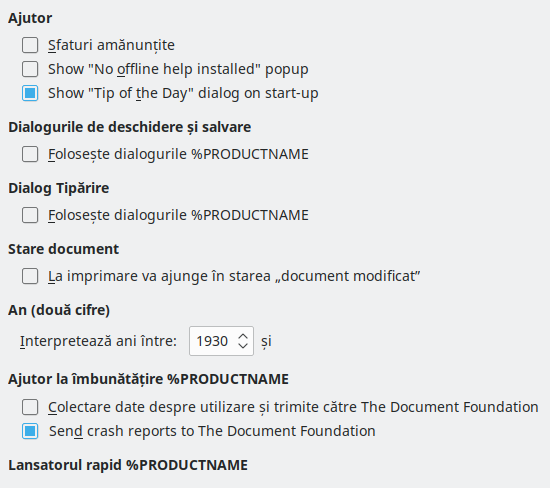 Ajutor
Sfaturi amănunțite
Show "No offline help installed" popup
Show "Tip of the Day" dialog on start-up
Dialogurile de deschidere și salvare
Folosește dialogurile %PRODUCTNAME
Dialog Tipărire
Folosește dialogurile %PRODUCTNAME
Stare document
La imprimare va ajunge în starea „document modificat”
An (două cifre)
Interpretează ani între: 1930 și
Ajutor la îmbunătățire %PRODUCTNAME
Colectare date despre utilizare și trimite către The Document Foundation
Send crash reports to The Document Foundation
Lansatorul rapid %PRODUCTNAME